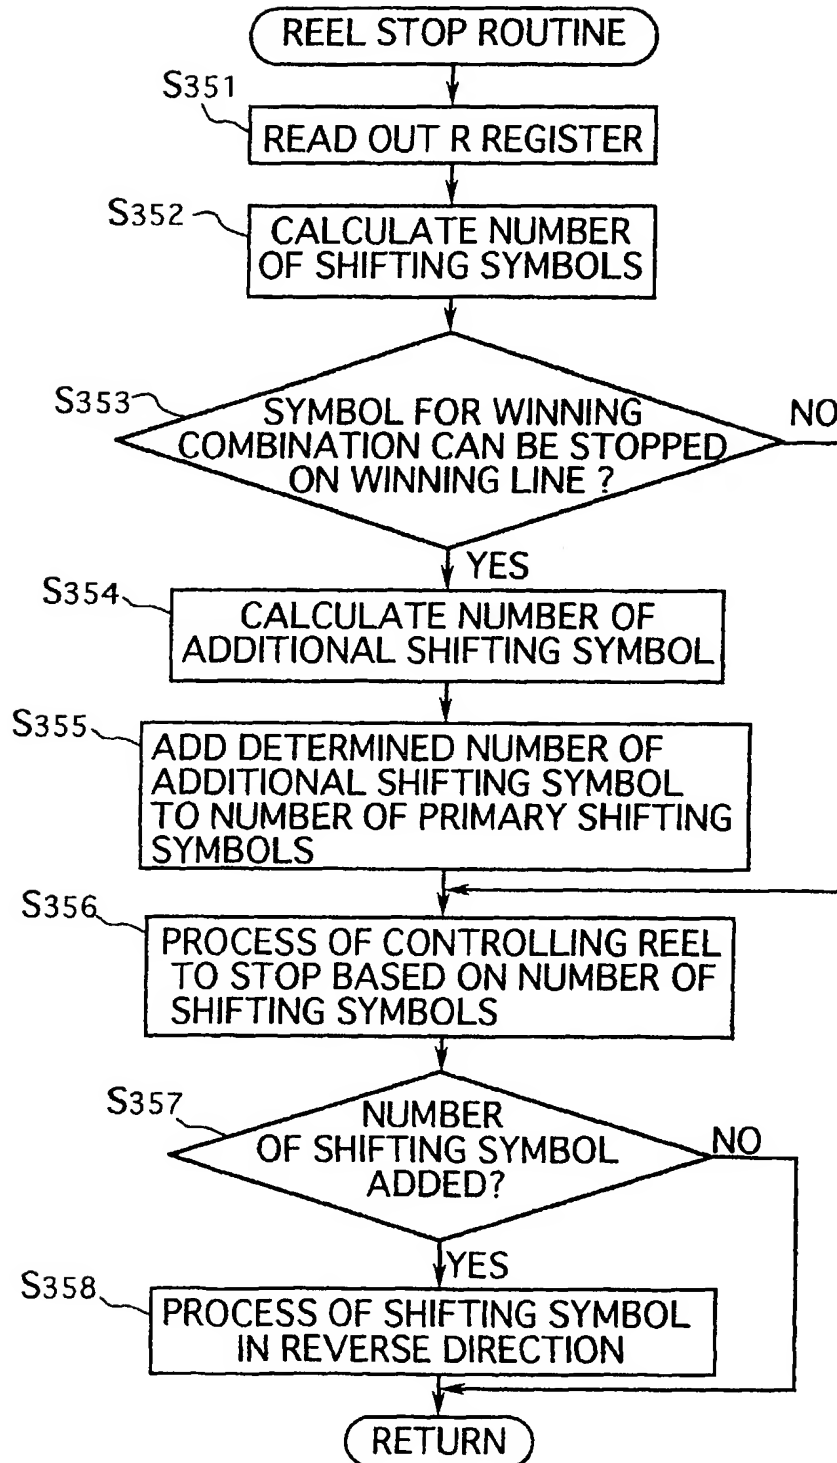 REEL STOP ROUTINE
S351
READ OUT R REGISTER
S352
CALCULATE NUMBER
OF SHIFTING SYMBOLS
S353
SYMBOL FOR WINNING
COMBINATION CAN BE STOPPED
ON WINNING LINE ?
NO
YES
S354
CALCULATE NUMBER OF
ADDITIONAL SHIFTING SYMBOL
S355
ADD DETERMINED NUMBER OF
ADDITIONAL SHIFTING SYMBOL
TO NUMBER OF PRIMARY SHIFTING
SYMBOLS
S356
PROCESS OF CONTROLLING REEL
TO STOP BASED ON NUMBER OF
SHIFTING SYMBOLS
S357
NUMBER
OF SHIFTING SYMBOL
ADDED?
NO
YES
S358
PROCESS OF SHIFTING SYMBOL
IN REVERSE DIRECTION
RETURN